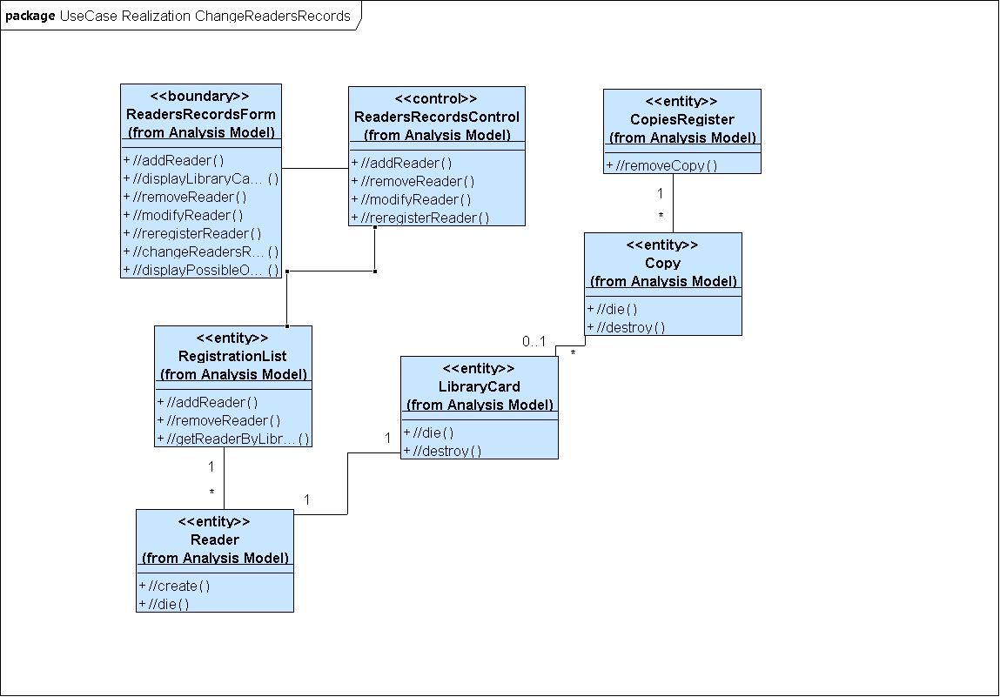 package UseCase Realization ChangeReadersRecords
<<boundary>>
ReadersRecordsForm
(from Analysis Model)
+ //addReader()
+ //displayLibraryCa... ()
+ //removeReader()
+ //modifyReader()
+ //reregisterReader()
+ //changeReadersR... ()
+ //displayPossibleO... ()
<<control>>
ReadersRecordsControl
(from Analysis Model)
+ //addReader()
+ //removeReader()
+ //modifyReader()
+ //reregisterReader()
<<entity>>
CopiesRegister
(from Analysis Model)
+ //removeCopy()
1
*
<<entity>>
Copy
(from Analysis Model)
+ //die()
+ //destroy()
0..1
*
<<entity>>
RegistrationList
(from Analysis Model)
+ //addReader()
+ //removeReader()
+ //getReaderByLibr... ()
<<entity>>
LibraryCard
(from Analysis Model)
+ //die()
+ //destroy()
1
1
*
1
<<entity>>
Reader
(from Analysis Model)
+ //create()
+ //die()